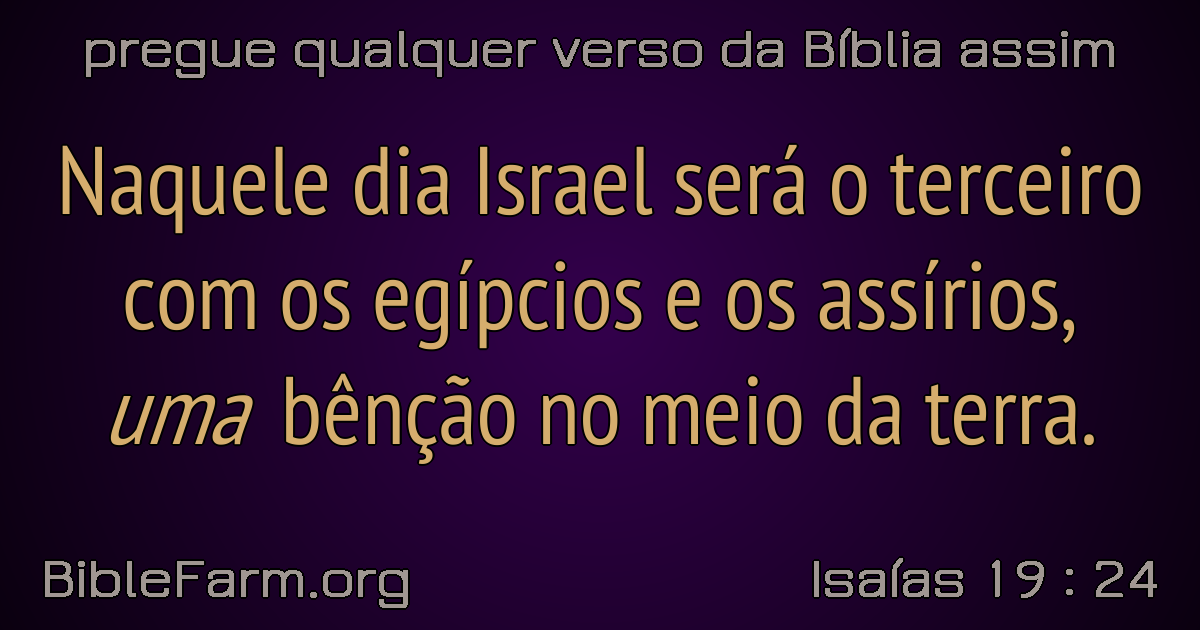 pregue qualquer verso da Bíblia assim
Naquele dia Israel será o terceiro
com os egípcios e os assírios,
uma bênção no meio da terra.
BibleFarm.org
Isaías 19 : 24